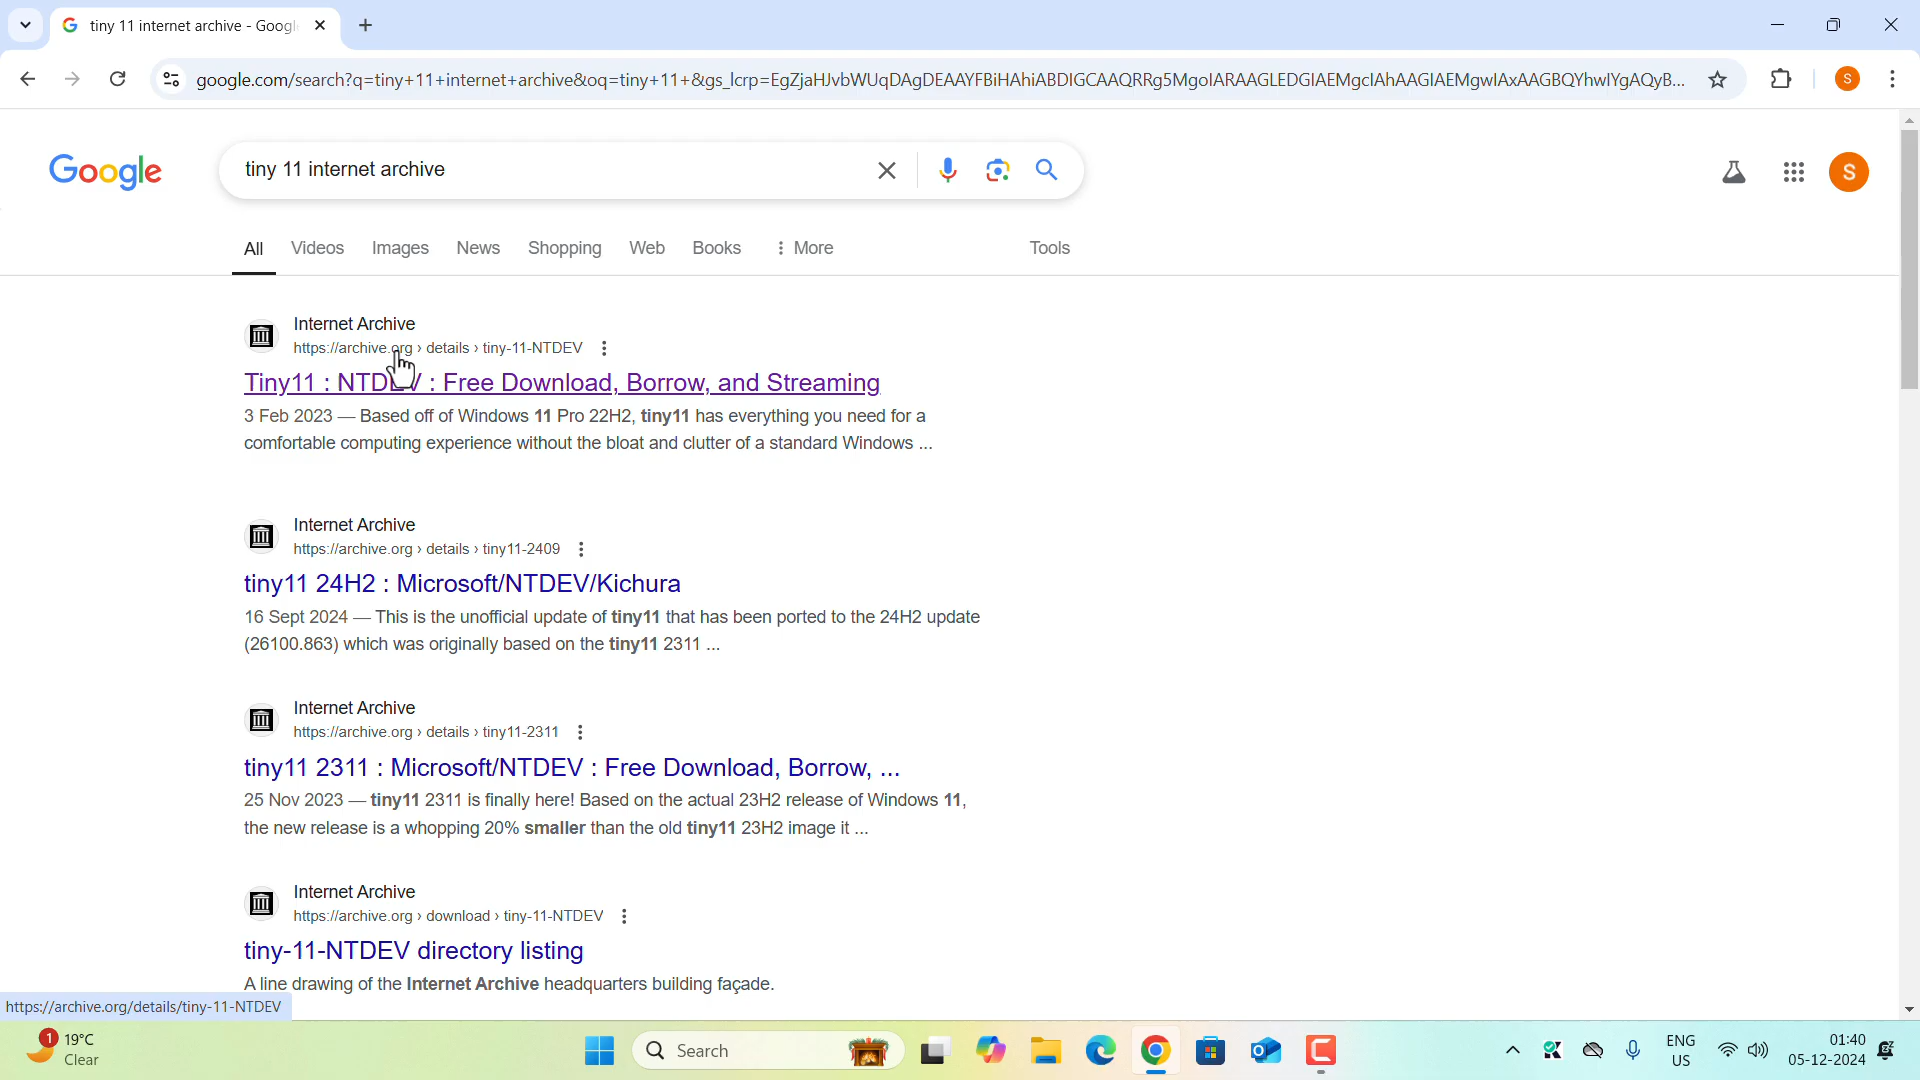 tiny 11 internet archive - Googl
google.com/search?q=tiny+11+internet+archive&oq=tiny+11+&gs_lcrp=EgZjaHJvbWUqDAgDEAAYFBiHAhiABDIGCAAQRRg5MgoIARAAGLEDGIAEMgcIAhAAGIAEMgwIAxAAGBQYhwIYgAQyB...
S
Google
tiny 11 internet archive
S
All Videos Images News Shopping Web Books More Tools
Internet Archive
https://archive.org › details › tiny-11-NTDEV
Tiny11 : NTDEV : Free Download, Borrow, and Streaming
3 Feb 2023 — Based off of Windows 11 Pro 22H2, tiny11 has everything you need for a
comfortable computing experience without the bloat and clutter of a standard Windows ...
Internet Archive
https://archive.org › details › tiny11-2409
tiny11 24H2 : Microsoft/NTDEV/Kichura
16 Sept 2024 — This is the unofficial update of tiny11 that has been ported to the 24H2 update
(26100.863) which was originally based on the tiny11 2311 ...
Internet Archive
https://archive.org › details › tiny11-2311
tiny11 2311 : Microsoft/NTDEV : Free Download, Borrow, ...
25 Nov 2023 — tiny11 2311 is finally here! Based on the actual 23H2 release of Windows 11,
the new release is a whopping 20% smaller than the old tiny11 23H2 image it ...
Internet Archive
https://archive.org › download › tiny-11-NTDEV
tiny-11-NTDEV directory listing
A line drawing of the Internet Archive headquarters building façade.
https://archive.org/details/tiny-11-NTDEV
1
19°C
Clear
Search
ENG
US
01:40
05-12-2024